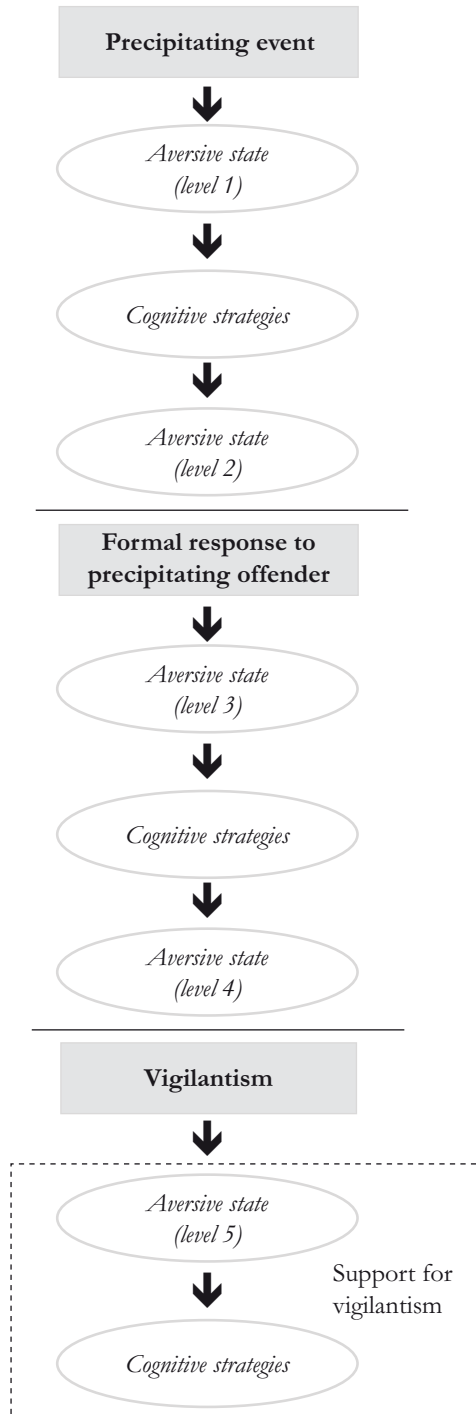 Precipitating event
Aversive state
(level 1)
Cognitive strategies
Aversive state
(level 2)
Formal response to
precipitating offender
Aversive state
(level 3)
Cognitive strategies
Aversive state
(level 4)
Vigilantism
Aversive state
(level 5)
Support for
vigilantism
Cognitive strategies